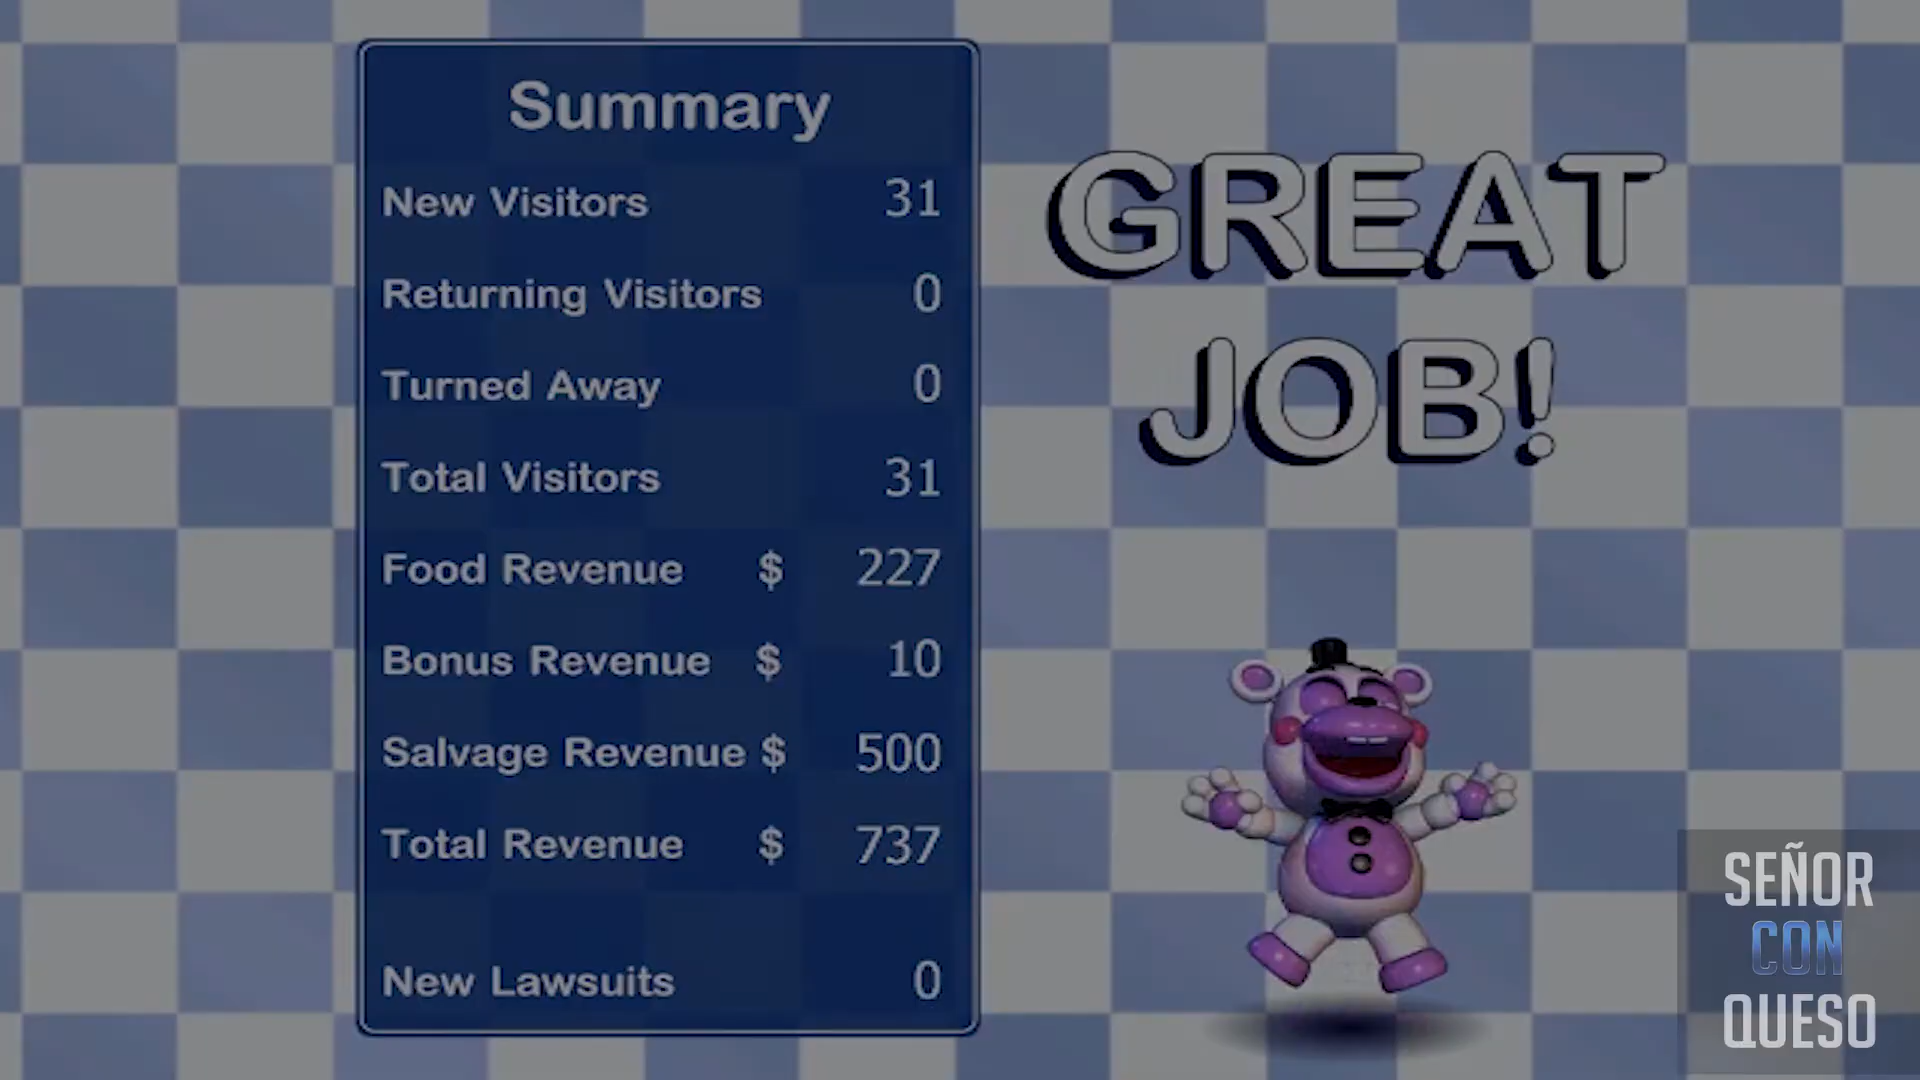 Summary
New Visitors 31
Returning Visitors 0
Turned Away 0
Total Visitors 31
Food Revenue $ 227
Bonus Revenue $ 10
Salvage Revenue $ 500
Total Revenue $ 737
New Lawsuits 0
GREAT
JOB!
SEÑOR
CON
QUESO